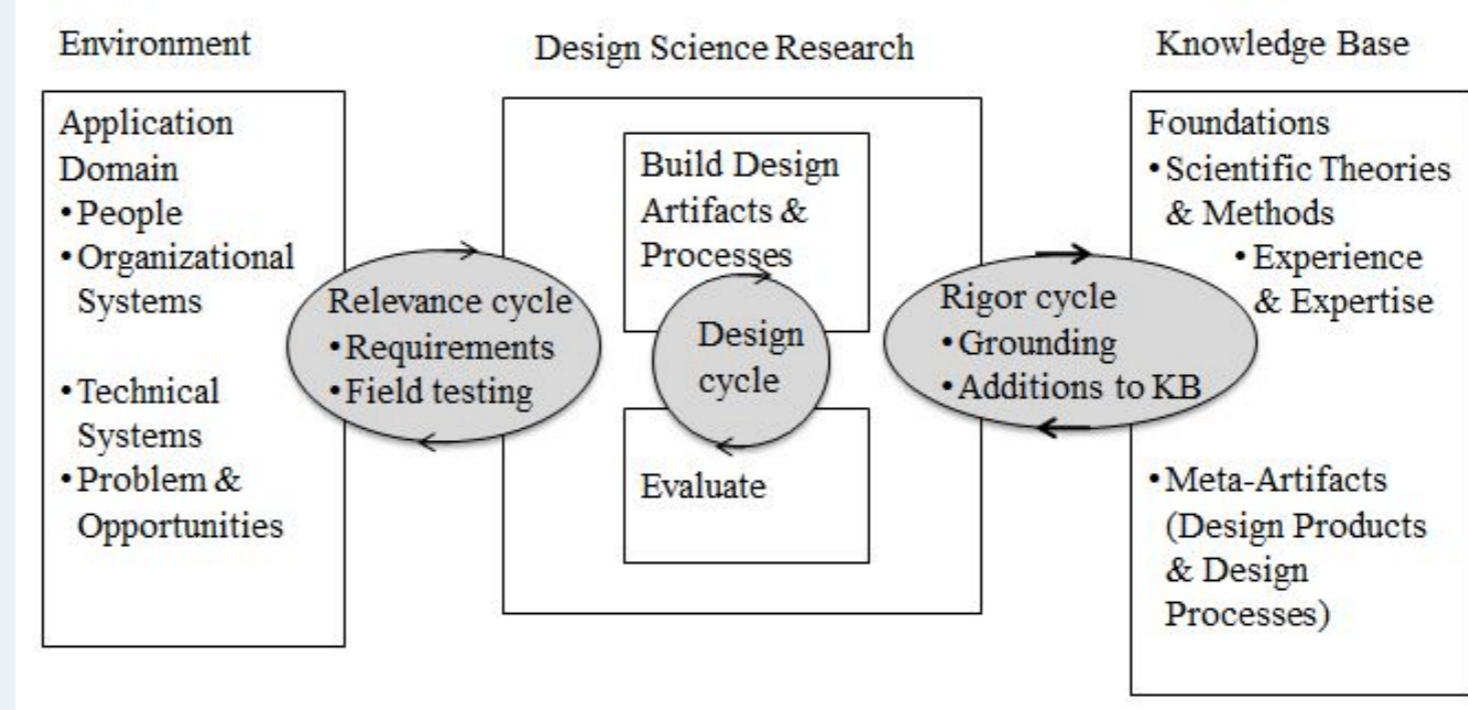 Environment
Design Science Research
Knowledge Base
Application
Domain
•People
•Organizational
Systems
•Technical
Systems
•Problem &
Opportunities
Relevance cycle
•Requirements
•Field testing
Build Design
Artifacts &
Processes
Design
cycle
Evaluate
Rigor cycle
•Grounding
•Additions to KB
Foundations
•Scientific Theories
& Methods
•Experience
& Expertise
•Meta-Artifacts
(Design Products
& Design
Processes)